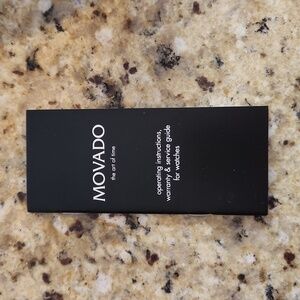 MOVADO
the art of time
operating instructions,
warranty & service guide
for watches